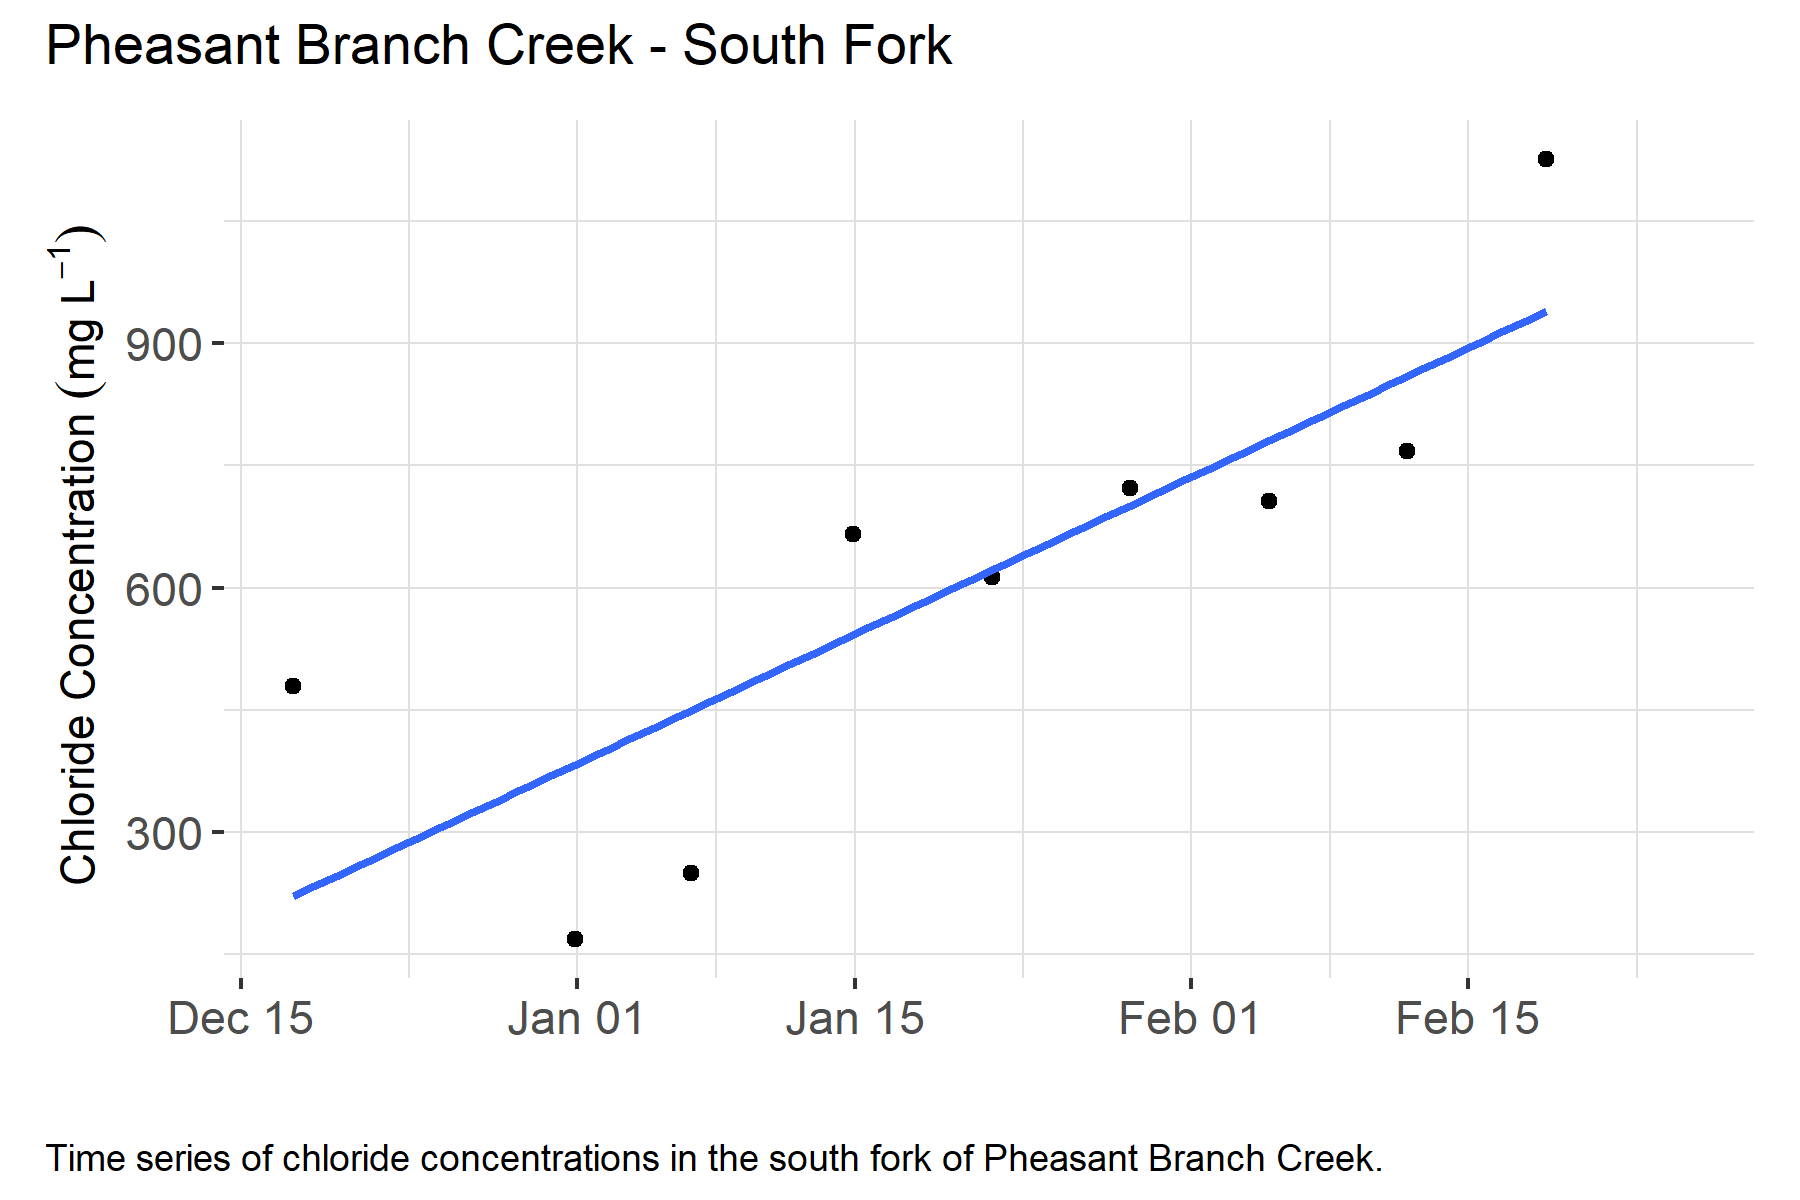 Pheasant Branch Creek - South Fork
Chloride Concentration (mg L⁻¹)
900
600
300
Dec 15 Jan 01 Jan 15 Feb 01 Feb 15
Time series of chloride concentrations in the south fork of Pheasant Branch Creek.